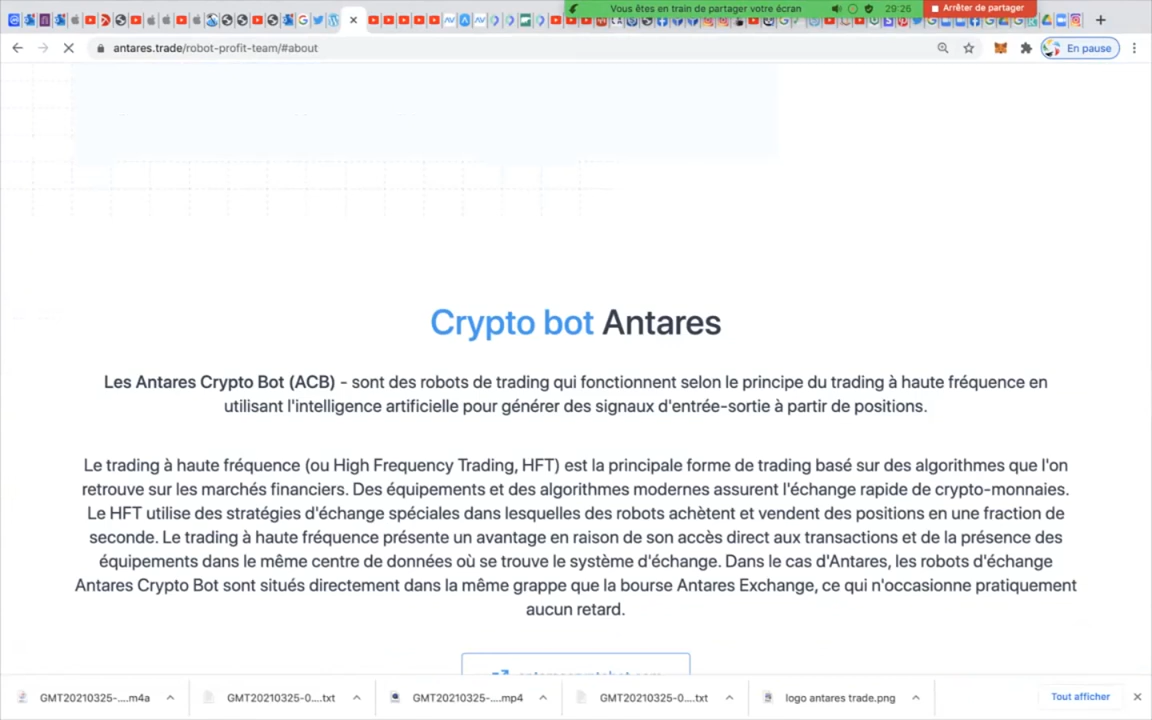 Vous êtes en train de partager votre écran
29:26
Arrêter de partager
antares.trade/robot-profit-team/#about
En pause
Crypto bot Antares
Les Antares Crypto Bot (ACB) - sont des robots de trading qui fonctionnent selon le principe du trading à haute fréquence en
utilisant l'intelligence artificielle pour générer des signaux d'entrée-sortie à partir de positions.
Le trading à haute fréquence (ou High Frequency Trading, HFT) est la principale forme de trading basé sur des algorithmes que l'on
retrouve sur les marchés financiers. Des équipements et des algorithmes modernes assurent l'échange rapide de crypto-monnaies.
Le HFT utilise des stratégies d'échange spéciales dans lesquelles des robots achètent et vendent des positions en une fraction de
seconde. Le trading à haute fréquence présente un avantage en raison de son accès direct aux transactions et de la présence des
équipements dans le même centre de données où se trouve le système d'échange. Dans le cas d'Antares, les robots d'échange
Antares Crypto Bot sont situés directement dans la même grappe que la bourse Antares Exchange, ce qui n'occasionne pratiquement
aucun retard.
GMT20210325-....m4a
GMT20210325-0....txt
GMT20210325-....mp4
GMT20210325-0....txt
logo antares trade.png
Tout afficher